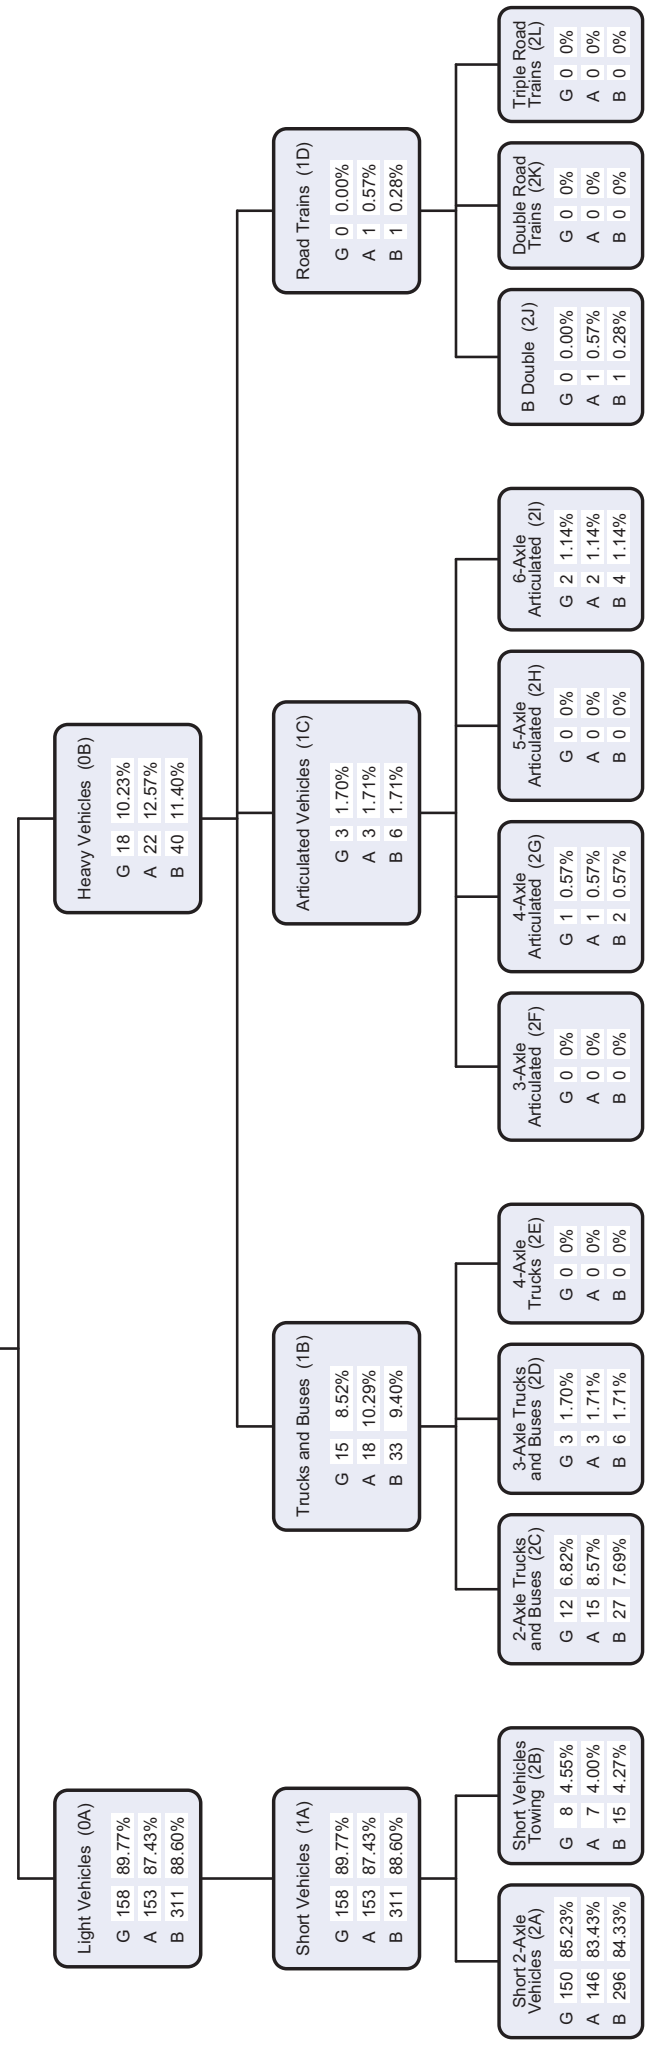 Light Vehicles (0A)
G 158 89.77%
A 153 87.43%
B 311 88.60%
Heavy Vehicles (0B)
G 18 10.23%
A 22 12.57%
B 40 11.40%
Short Vehicles (1A)
G 158 89.77%
A 153 87.43%
B 311 88.60%
Trucks and Buses (1B)
G 15 8.52%
A 18 10.29%
B 33 9.40%
Articulated Vehicles (1C)
G 3 1.70%
A 3 1.71%
B 6 1.71%
Road Trains (1D)
G 0 0.00%
A 1 0.57%
B 1 0.28%
Short 2-Axle
Vehicles (2A)
G 150 85.23%
A 146 83.43%
B 296 84.33%
Short Vehicles
Towing (2B)
G 8 4.55%
A 7 4.00%
B 15 4.27%
2-Axle Trucks
and Buses (2C)
G 12 6.82%
A 15 8.57%
B 27 7.69%
3-Axle Trucks
and Buses (2D)
G 3 1.70%
A 3 1.71%
B 6 1.71%
4-Axle
Trucks (2E)
G 0 0%
A 0 0%
B 0 0%
3-Axle
Articulated (2F)
G 0 0%
A 0 0%
B 0 0%
4-Axle
Articulated (2G)
G 1 0.57%
A 1 0.57%
B 2 0.57%
5-Axle
Articulated (2H)
G 0 0%
A 0 0%
B 0 0%
6-Axle
Articulated (2I)
G 2 1.14%
A 2 1.14%
B 4 1.14%
B Double (2J)
G 0 0.00%
A 1 0.57%
B 1 0.28%
Double Road
Trains (2K)
G 0 0%
A 0 0%
B 0 0%
Triple Road
Trains (2L)
G 0 0%
A 0 0%
B 0 0%